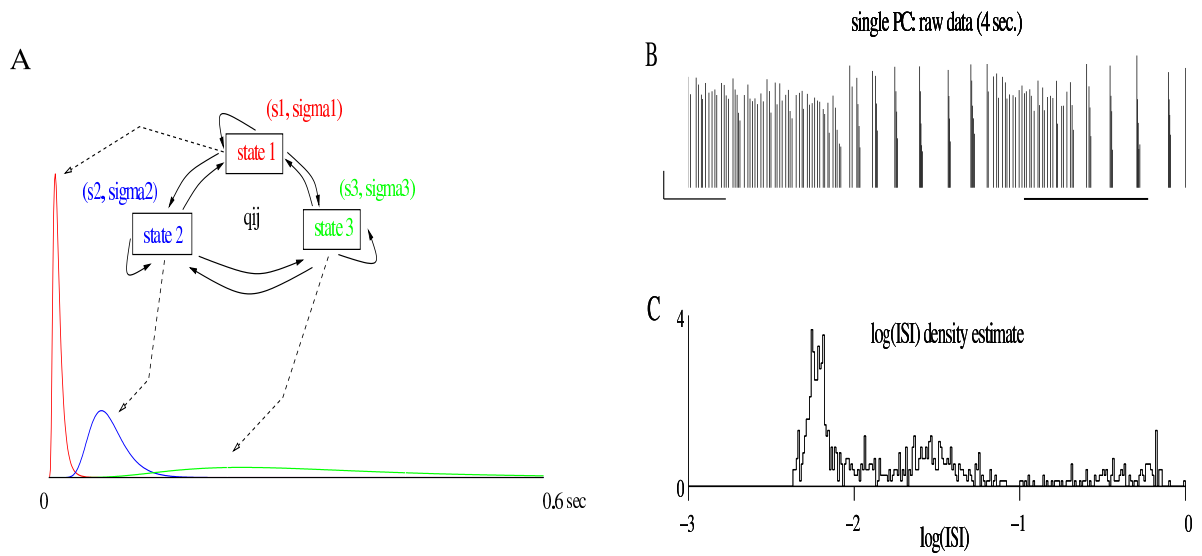 A
(s1, sigma1)
state 1
(s2, sigma2)
(s3, sigma3)
qij
state 2
state 3
0
0.6 sec
single PC: raw data (4 sec.)
B
C
4
log(ISI) density estimate
0
−3
−2
−1
0
log(ISI)